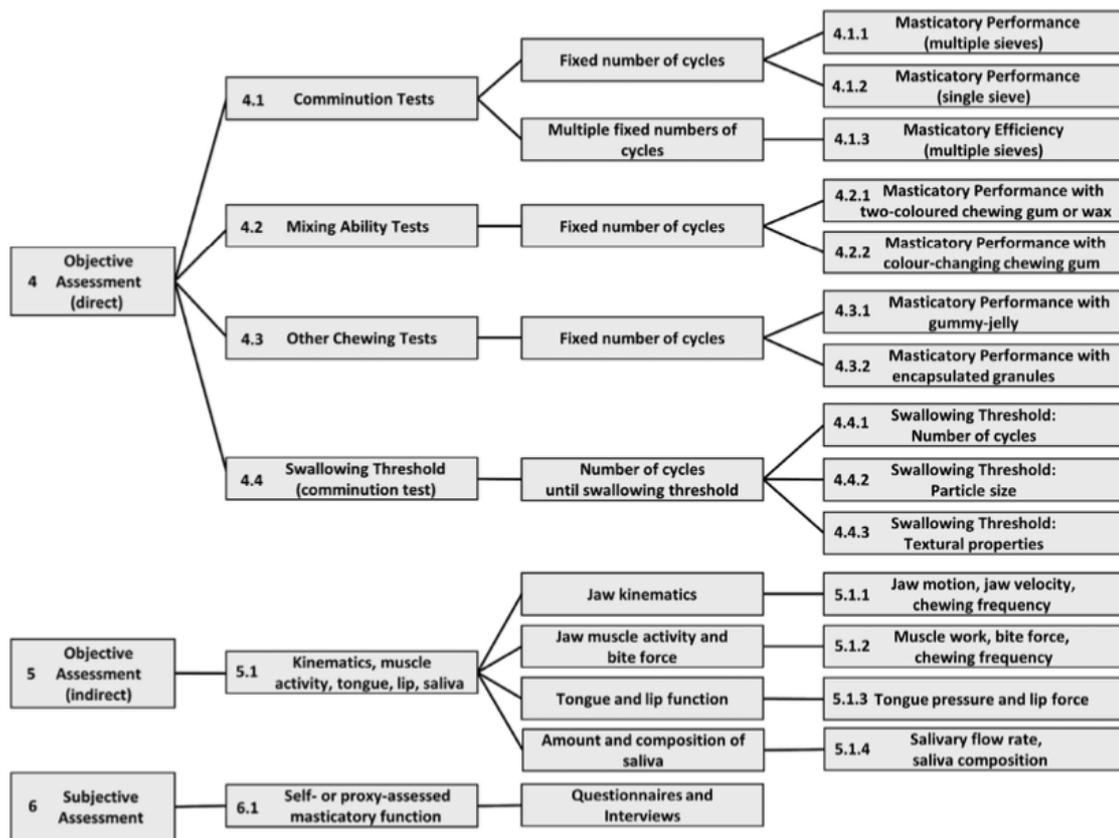 4 Objective
Assessment
(direct)
4.1 Comminution Tests
Fixed number of cycles
4.1.1 Masticatory Performance
(multiple sieves)
4.1.2 Masticatory Performance
(single sieve)
Multiple fixed numbers of
cycles
4.1.3 Masticatory Efficiency
(multiple sieves)
4.2 Mixing Ability Tests
Fixed number of cycles
4.2.1 Masticatory Performance with
two-coloured chewing gum or wax
4.2.2 Masticatory Performance with
colour-changing chewing gum
4.3 Other Chewing Tests
Fixed number of cycles
4.3.1 Masticatory Performance with
gummy-jelly
4.3.2 Masticatory Performance with
encapsulated granules
4.4 Swallowing Threshold
(comminution test)
Number of cycles
until swallowing threshold
4.4.1 Swallowing Threshold:
Number of cycles
4.4.2 Swallowing Threshold:
Particle size
4.4.3 Swallowing Threshold:
Textural properties
5 Objective
Assessment
(indirect)
5.1 Kinematics, muscle
activity, tongue, lip, saliva
Jaw kinematics
5.1.1 Jaw motion, jaw velocity,
chewing frequency
Jaw muscle activity and
bite force
5.1.2 Muscle work, bite force,
chewing frequency
Tongue and lip function
5.1.3 Tongue pressure and lip force
Amount and composition of
saliva
5.1.4 Salivary flow rate,
saliva composition
6 Subjective
Assessment
6.1 Self- or proxy-assessed
masticatory function
Questionnaires and
Interviews